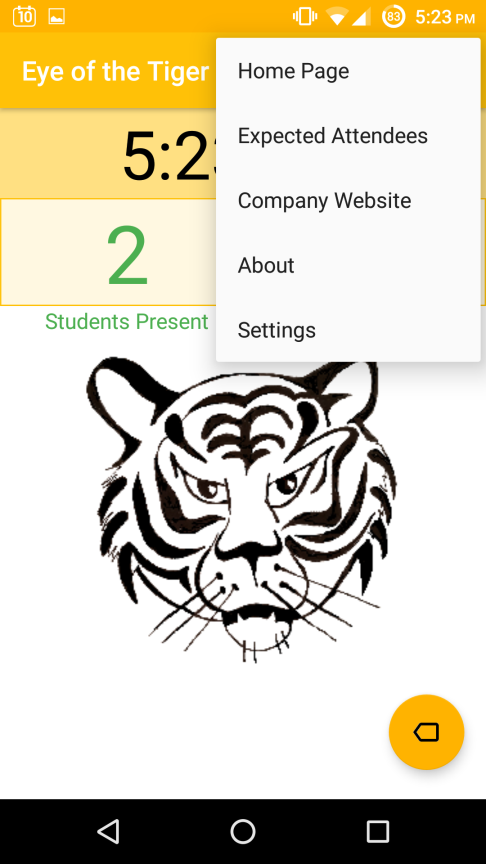 10
83
5:23 PM
Eye of the Tiger
Home Page
Expected Attendees
Company Website
About
Settings
5:2
2
Students Present